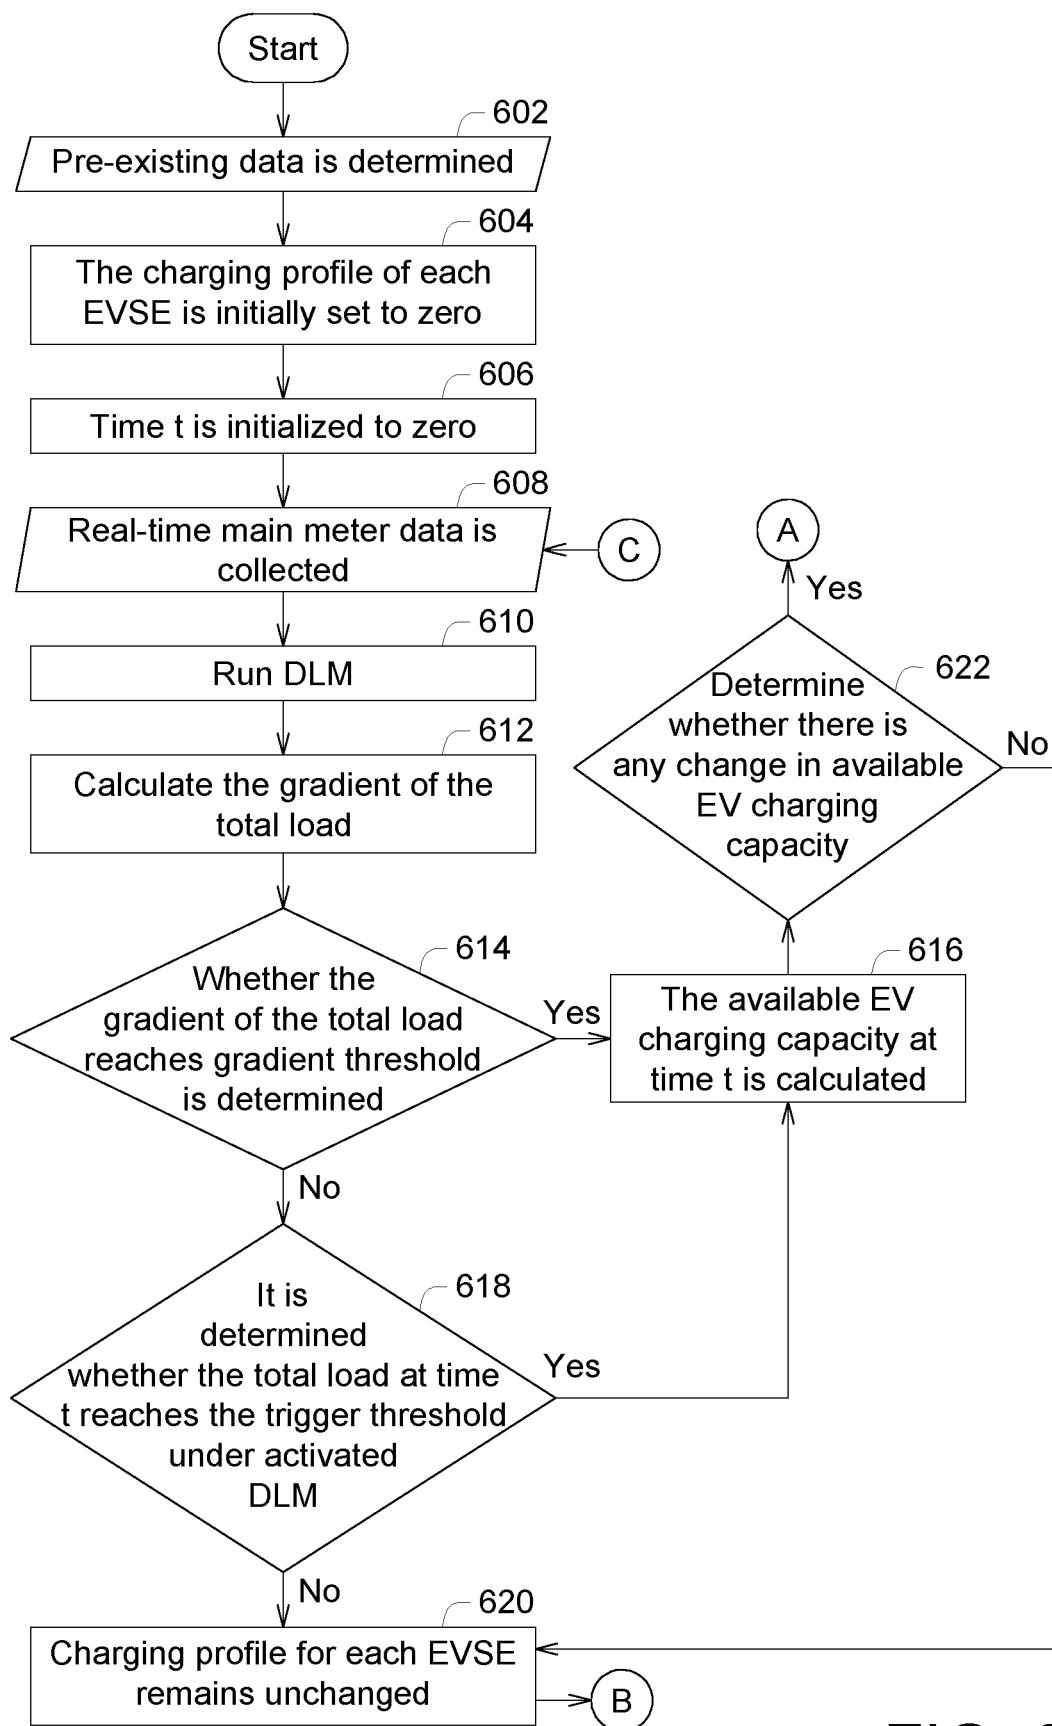 Start
602
Pre-existing data is determined
604
The charging profile of each
EVSE is initially set to zero
606
Time t is initialized to zero
608
Real-time main meter data is
collected
C
A
Yes
610
Run DLM
622
Determine
whether there is
any change in available
EV charging
capacity
No
612
Calculate the gradient of the
total load
614
Whether the
gradient of the total load
reaches gradient threshold
is determined
Yes
616
The available EV
charging capacity at
time t is calculated
No
618
It is
determined
whether the total load at time
t reaches the trigger threshold
under activated
DLM
Yes
No
620
Charging profile for each EVSE
remains unchanged
B